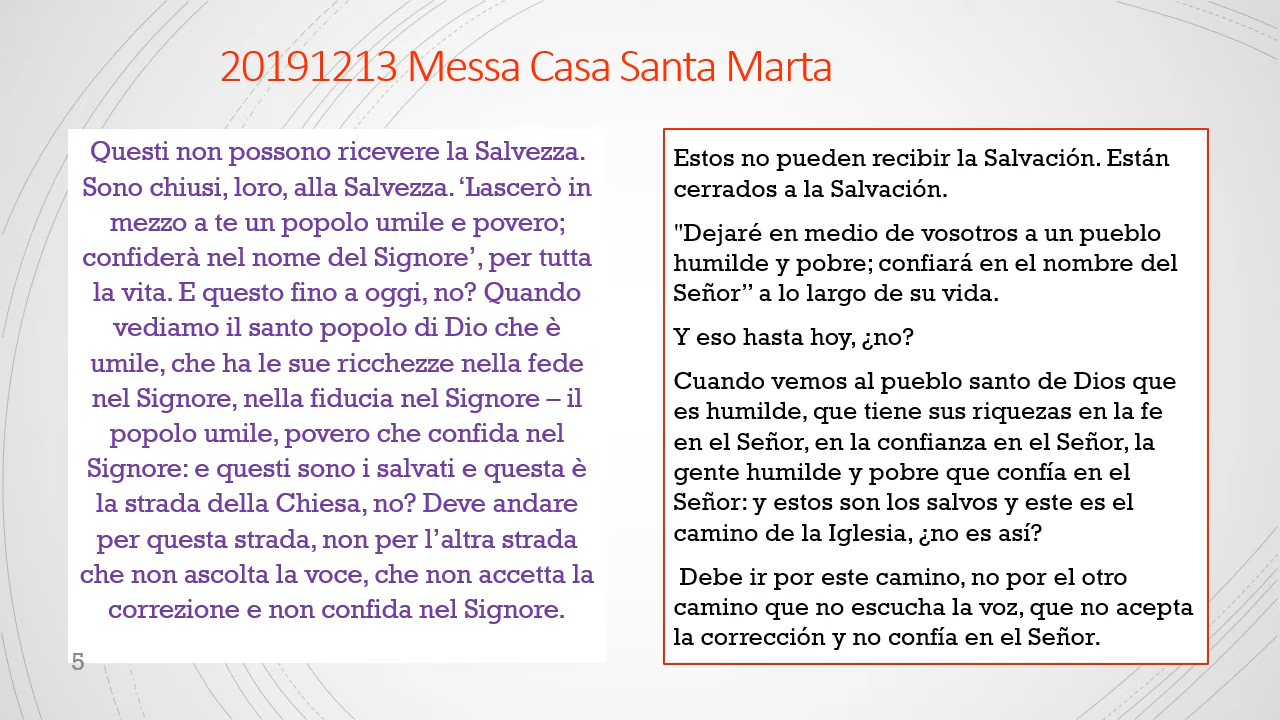 20191213 Messa Casa Santa Marta
Questi non possono ricevere la Salvezza.
Sono chiusi, loro, alla Salvezza. ‘Lascerò in
mezzo a te un popolo umile e povero;
confiderà nel nome del Signore’, per tutta
la vita. E questo fino a oggi, no? Quando
vediamo il santo popolo di Dio che è
umile, che ha le sue ricchezze nella fede
nel Signore, nella fiducia nel Signore – il
popolo umile, povero che confida nel
Signore: e questi sono i salvati e questa è
la strada della Chiesa, no? Deve andare
per questa strada, non per l’altra strada
che non ascolta la voce, che non accetta la
correzione e non confida nel Signore.
5
Estos no pueden recibir la Salvación. Están
cerrados a la Salvación.
"Dejaré en medio de vosotros a un pueblo
humilde y pobre; confiará en el nombre del
Señor” a lo largo de su vida.
Y eso hasta hoy, ¿no?
Cuando vemos al pueblo santo de Dios que
es humilde, que tiene sus riquezas en la fe
en el Señor, en la confianza en el Señor, la
gente humilde y pobre que confía en el
Señor: y estos son los salvos y este es el
camino de la Iglesia, ¿no es así?
Debe ir por este camino, no por el otro
camino que no escucha la voz, que no acepta
la corrección y no confía en el Señor.